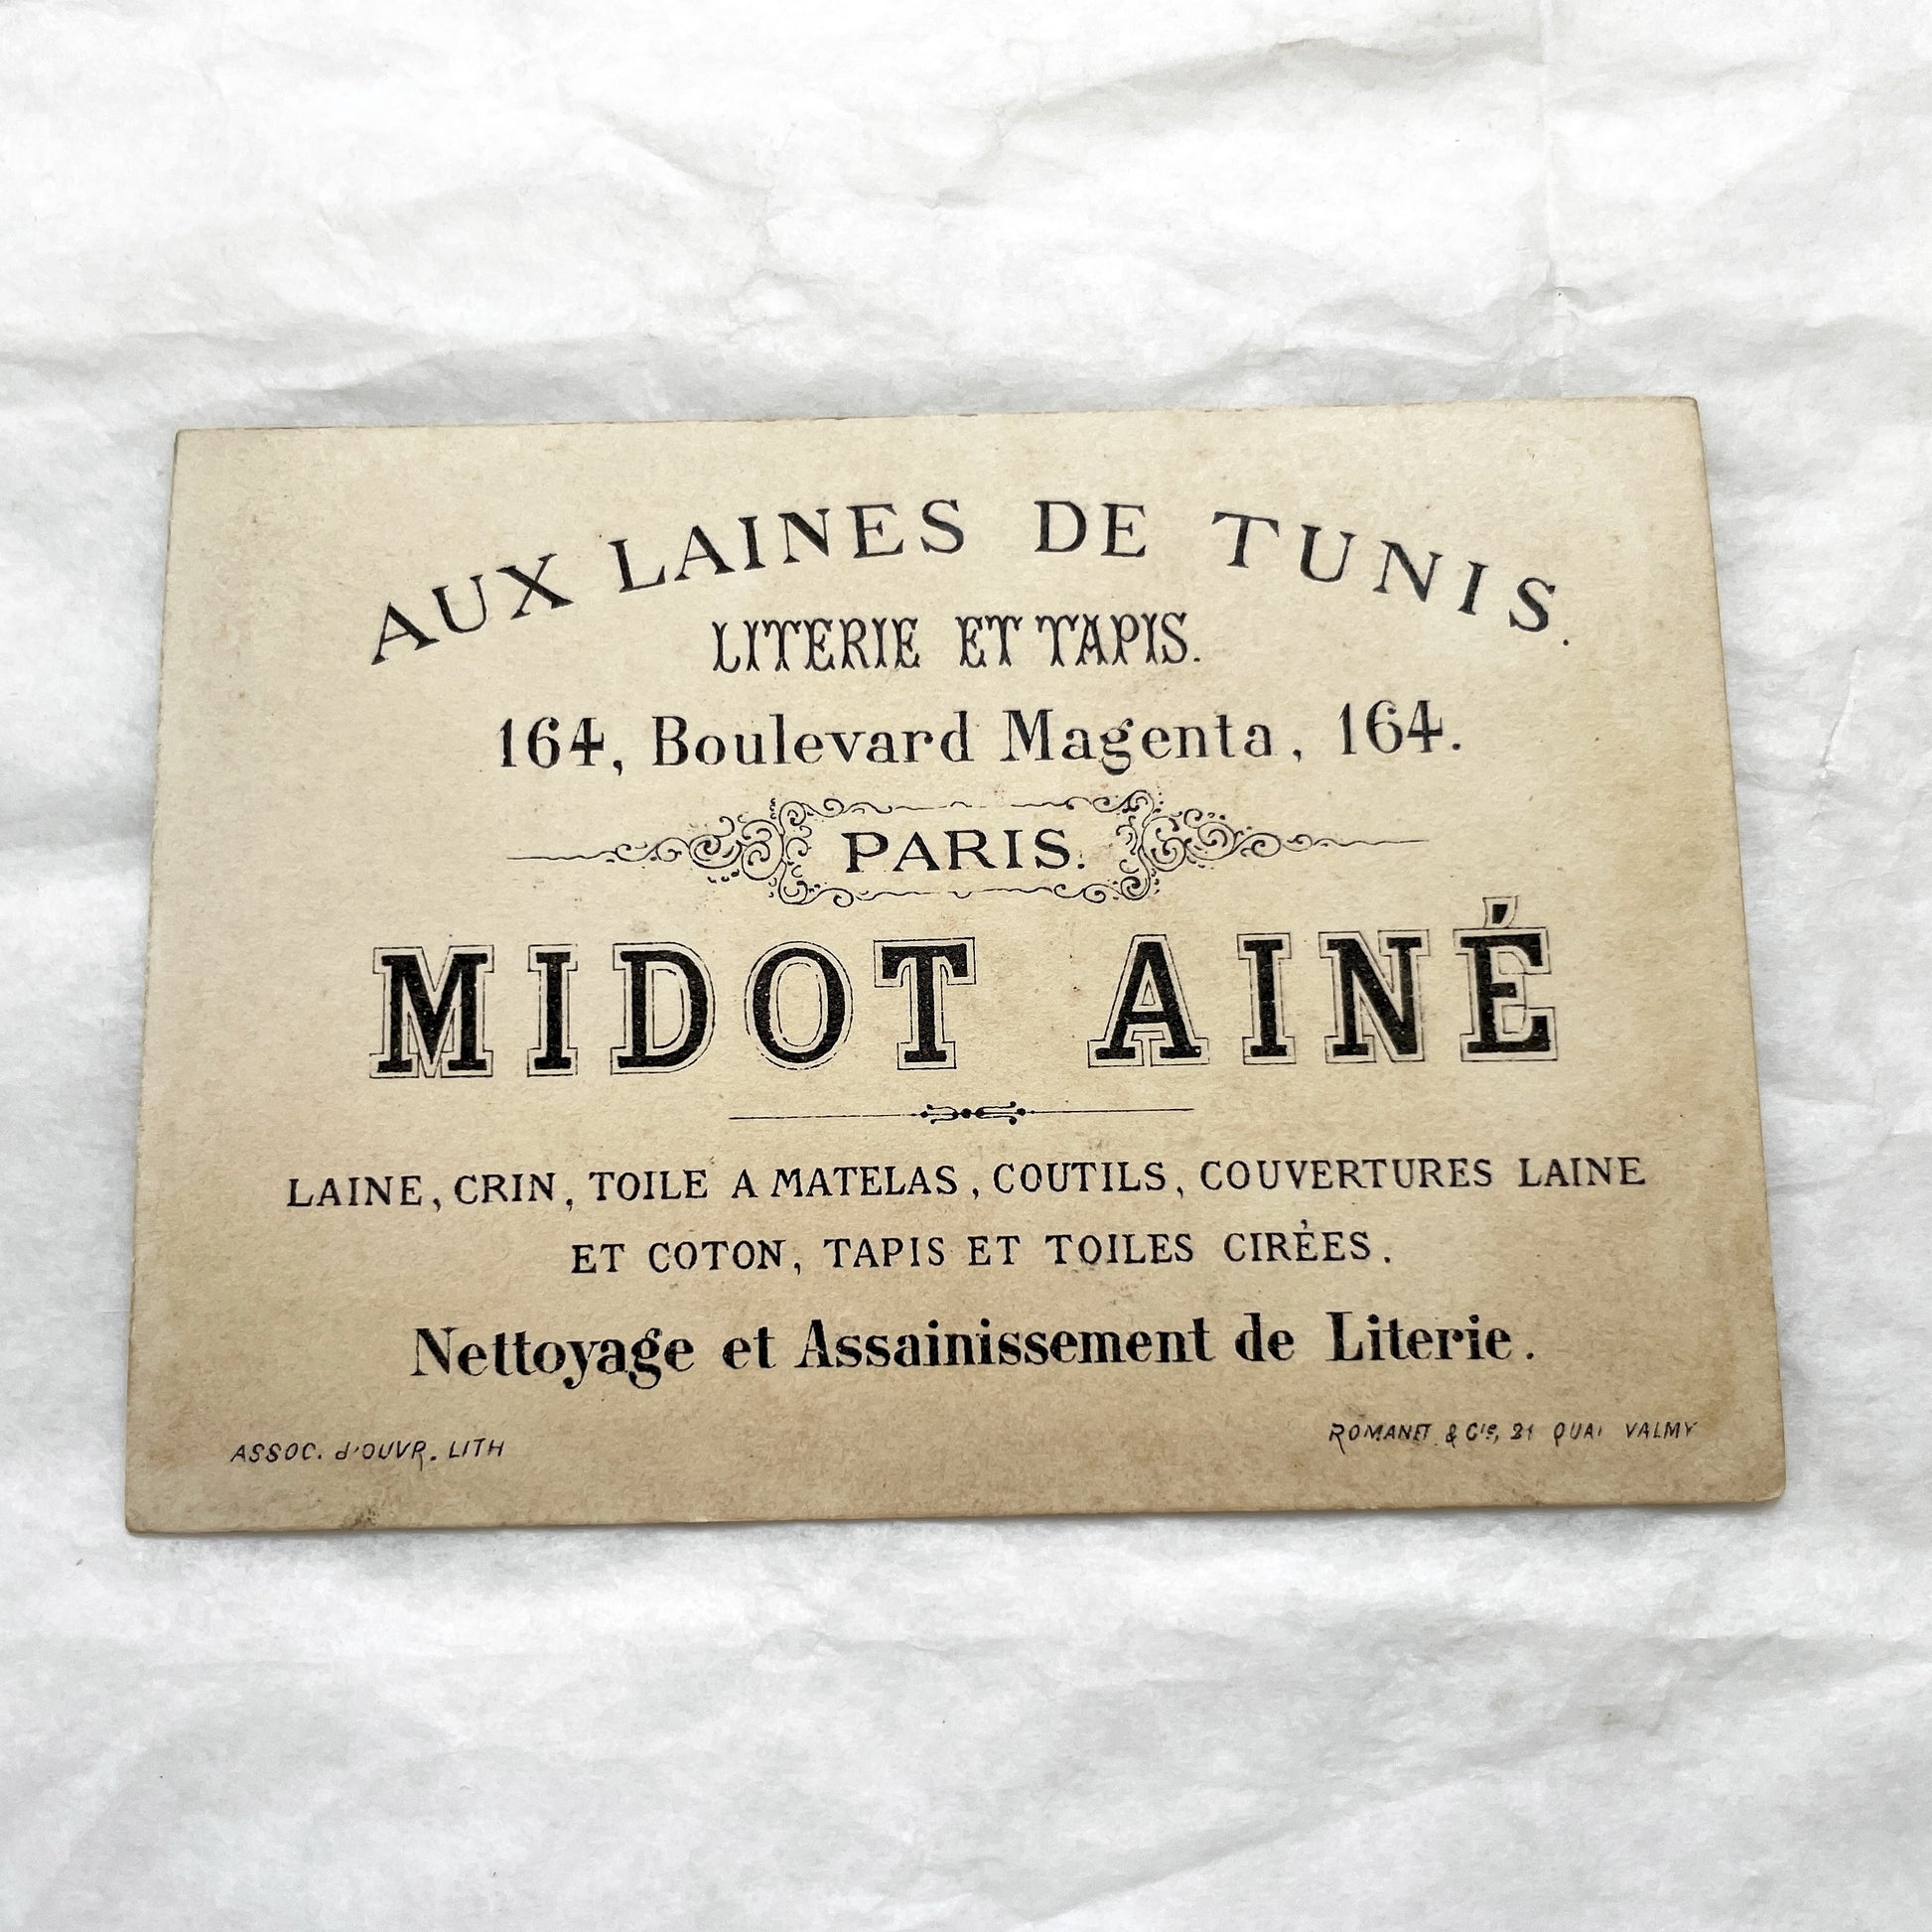 AUX LAINES DE TUNIS.
LITERIE ET TAPIS.
164, Boulevard Magenta, 164.
PARIS.
MIDOT AINÉ
LAINE, CRIN, TOILE A MATELAS, COUTILS, COUVERTURES LAINE
ET COTON, TAPIS ET TOILES CIRÉES.
Nettoyage et Assainissement de Literie.
ASSOC. d'OUVR. LITH
ROMANET & Cie, 21 QUAI VALMY